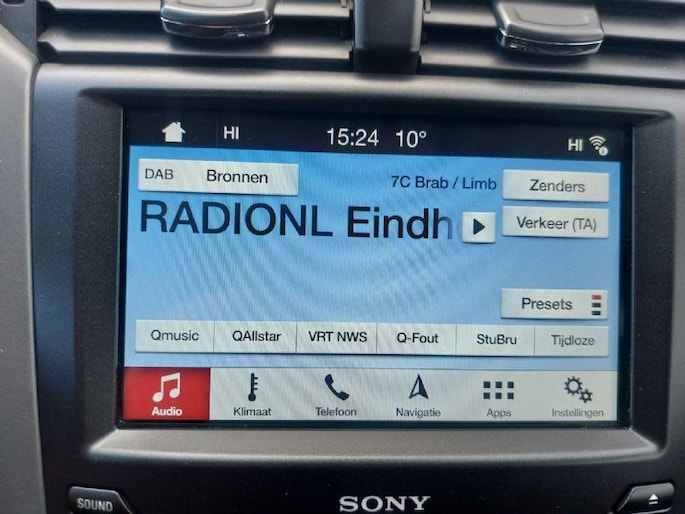 HI 15:24 10° HI
DAB Bronnen 7C Brab / Limb Zenders
RADIONL Eindh Verkeer (TA)
Presets
Qmusic QAllstar VRT NWS Q-Fout StuBru Tijdloze
Audio Klimaat Telefoon Navigatie Apps Instellingen
SOUND SONY